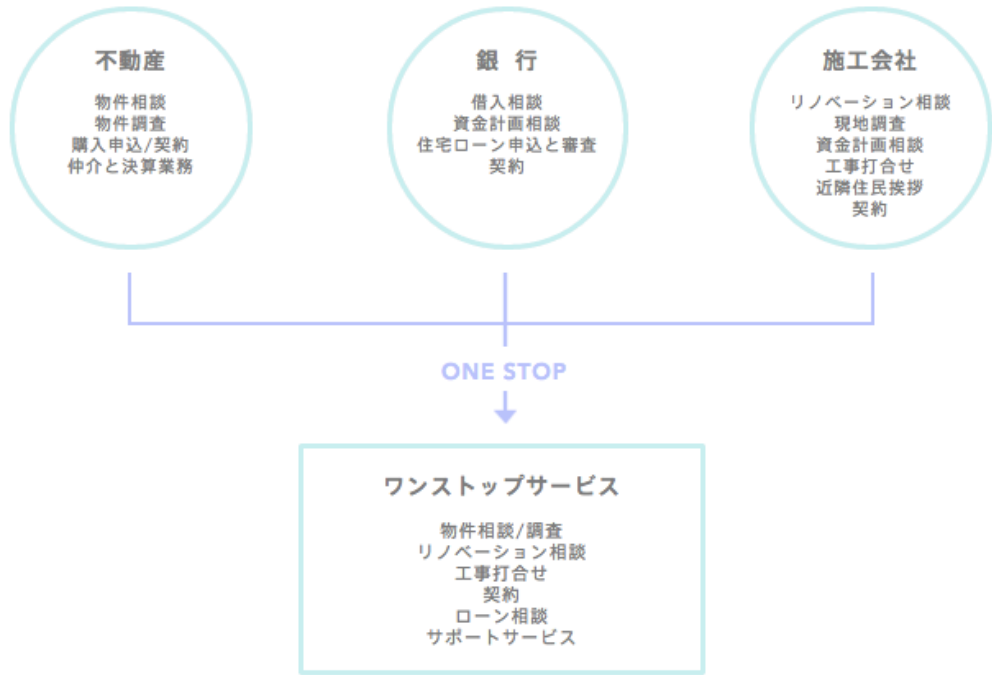 不動産
物件相談
物件調査
購入申込/契約
仲介と決算業務
銀 行
借入相談
資金計画相談
住宅ローン申込と審査
契約
施工会社
リノベーション相談
現地調査
資金計画相談
工事打合せ
近隣住民挨拶
契約
ONE STOP
ワンストップサービス
物件相談/調査
リノベーション相談
工事打合せ
契約
ローン相談
サポートサービス